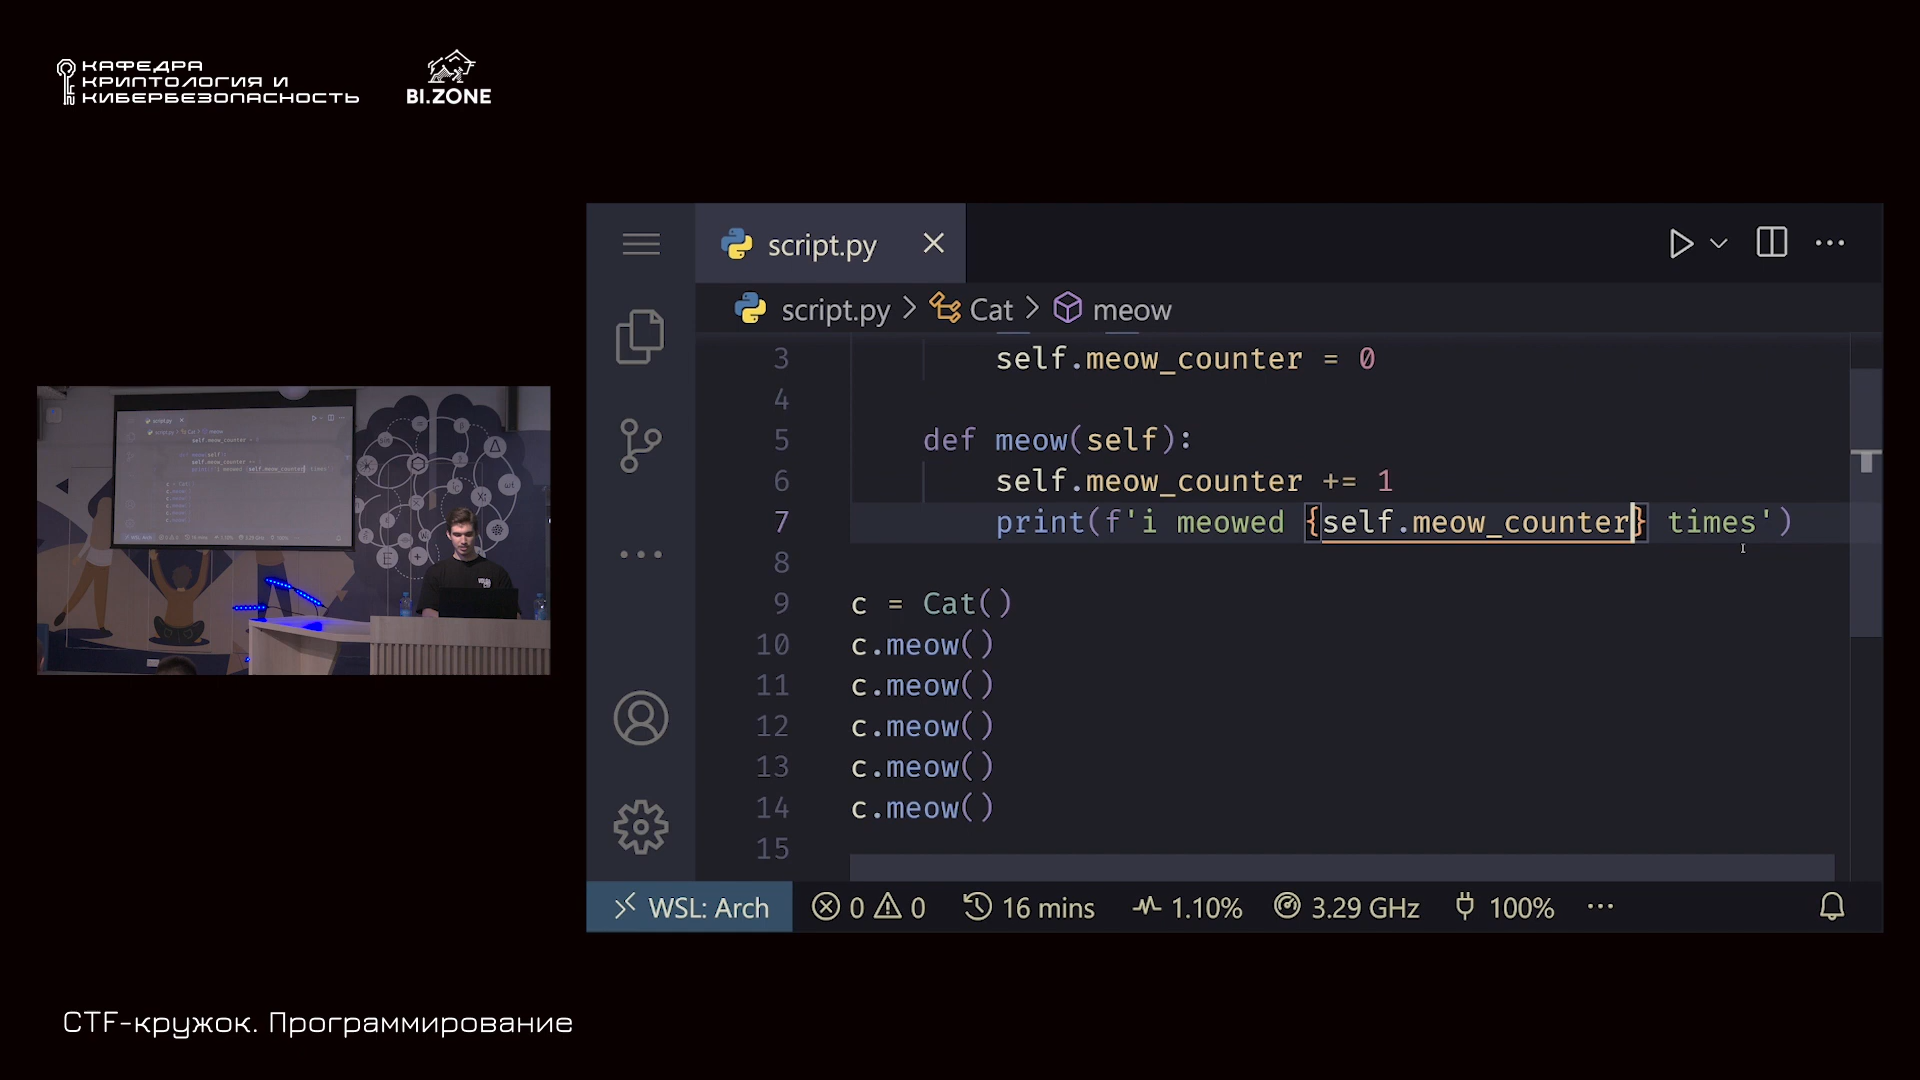 КАФЕДРА
КРИПТОЛОГИЯ И
КИБЕРБЕЗОПАСНОСТЬ
BI.ZONE
script.py
script.py > Cat > meow
3 self.meow_counter = 0
4
5 def meow(self):
6 self.meow_counter += 1
7 print(f'i meowed {self.meow_counter} times')
8
9 c = Cat()
10 c.meow()
11 c.meow()
12 c.meow()
13 c.meow()
14 c.meow()
15
WSL: Arch 0 0 16 mins 1.10% 3.29 GHz 100%
CTF-кружок. Программирование